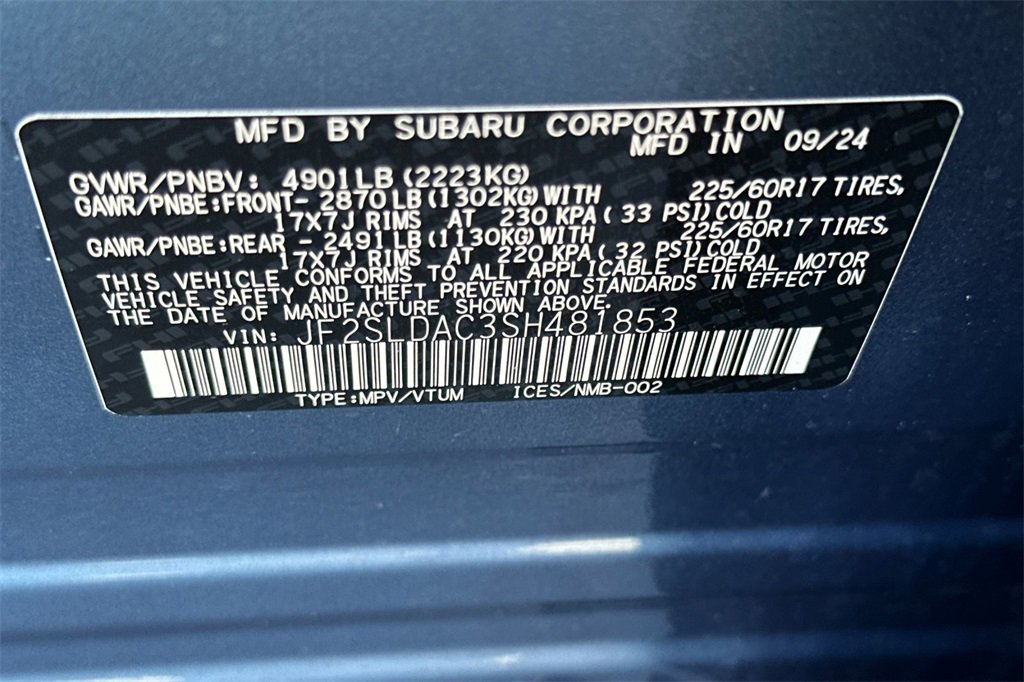 MFD BY SUBARU CORPORATION
MFD IN 09/24
GVWR/PNBV: 4901LB(2223KG)
GAWR/PNBE:FRONT- 2870LB(1302KG)WITH 225/60R17 TIRES,
17X7J RIMS AT 230 KPA( 33 PSI)COLD
GAWR/PNBE:REAR - 2491LB(1130KG)WITH 225/60R17 TIRES,
17X7J RIMS AT 220 KPA( 32 PSI)COLD
THIS VEHICLE CONFORMS TO ALL APPLICABLE FEDERAL MOTOR
VEHICLE SAFETY AND THEFT PREVENTION STANDARDS IN EFFECT ON
THE DATE OF MANUFACTURE SHOWN ABOVE.
VIN: JF2SLDAC3SH481853
TYPE:MPV/VTUM ICES/NMB-002